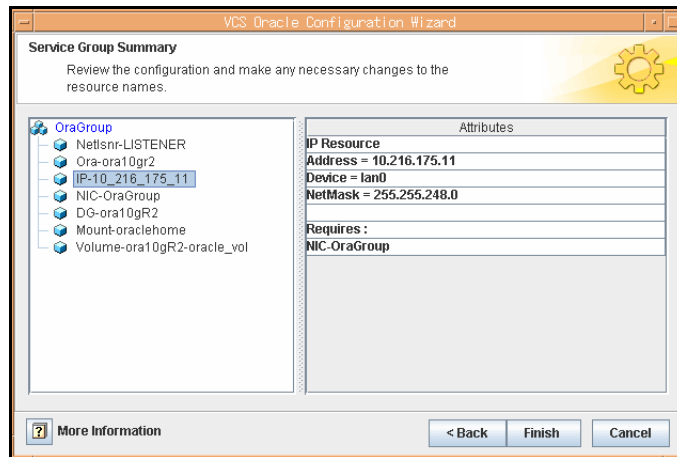 VCS Oracle Configuration Wizard
Service Group Summary
Review the configuration and make any necessary changes to the
resource names.
OraGroup
Netlsnr-LISTENER
Ora-ora10gr2
IP-10_216_175_11
NIC-OraGroup
DG-ora10gR2
Mount-oraclehome
Volume-ora10gR2-oracle_vol
Attributes
IP Resource
Address = 10.216.175.11
Device = lan0
NetMask = 255.255.248.0
Requires :
NIC-OraGroup
? More Information
< Back
Finish
Cancel